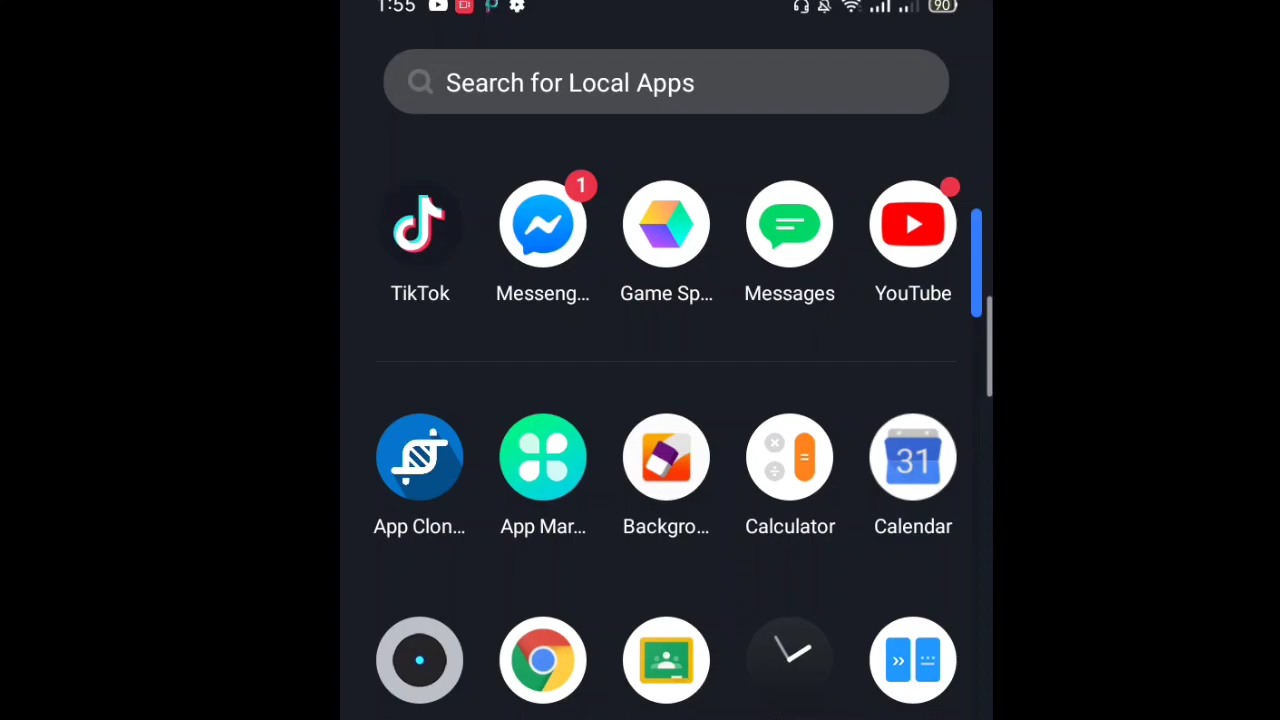 1:55 90
Search for Local Apps
1
TikTok Messeng... Game Sp... Messages YouTube
31
App Clon... App Mar... Backgro... Calculator Calendar